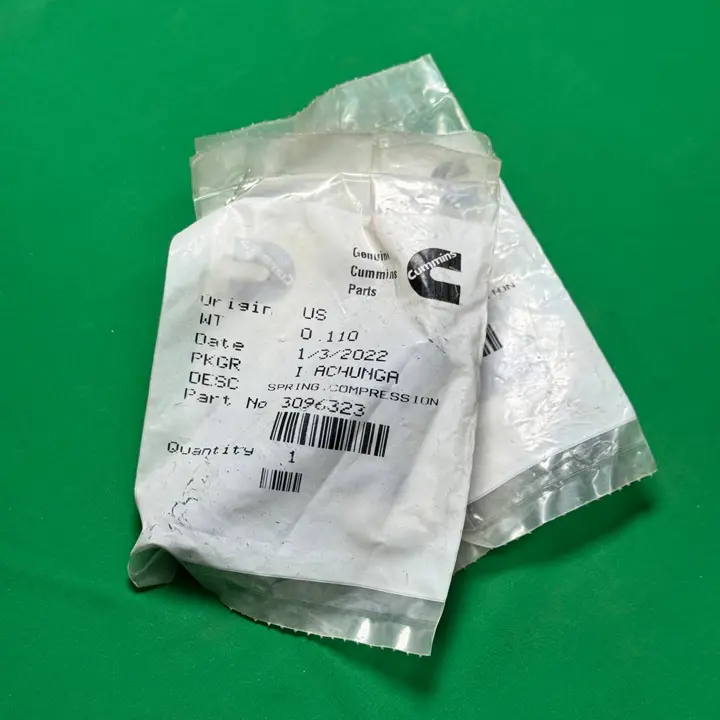 Genuine
Cummins
Parts
Cummins
Origin US
WT 0.110
Date 1/3/2022
PKGR I ACHUNGA
DESC SPRING,COMPRESSION
Part No 3096323
Quantity 1